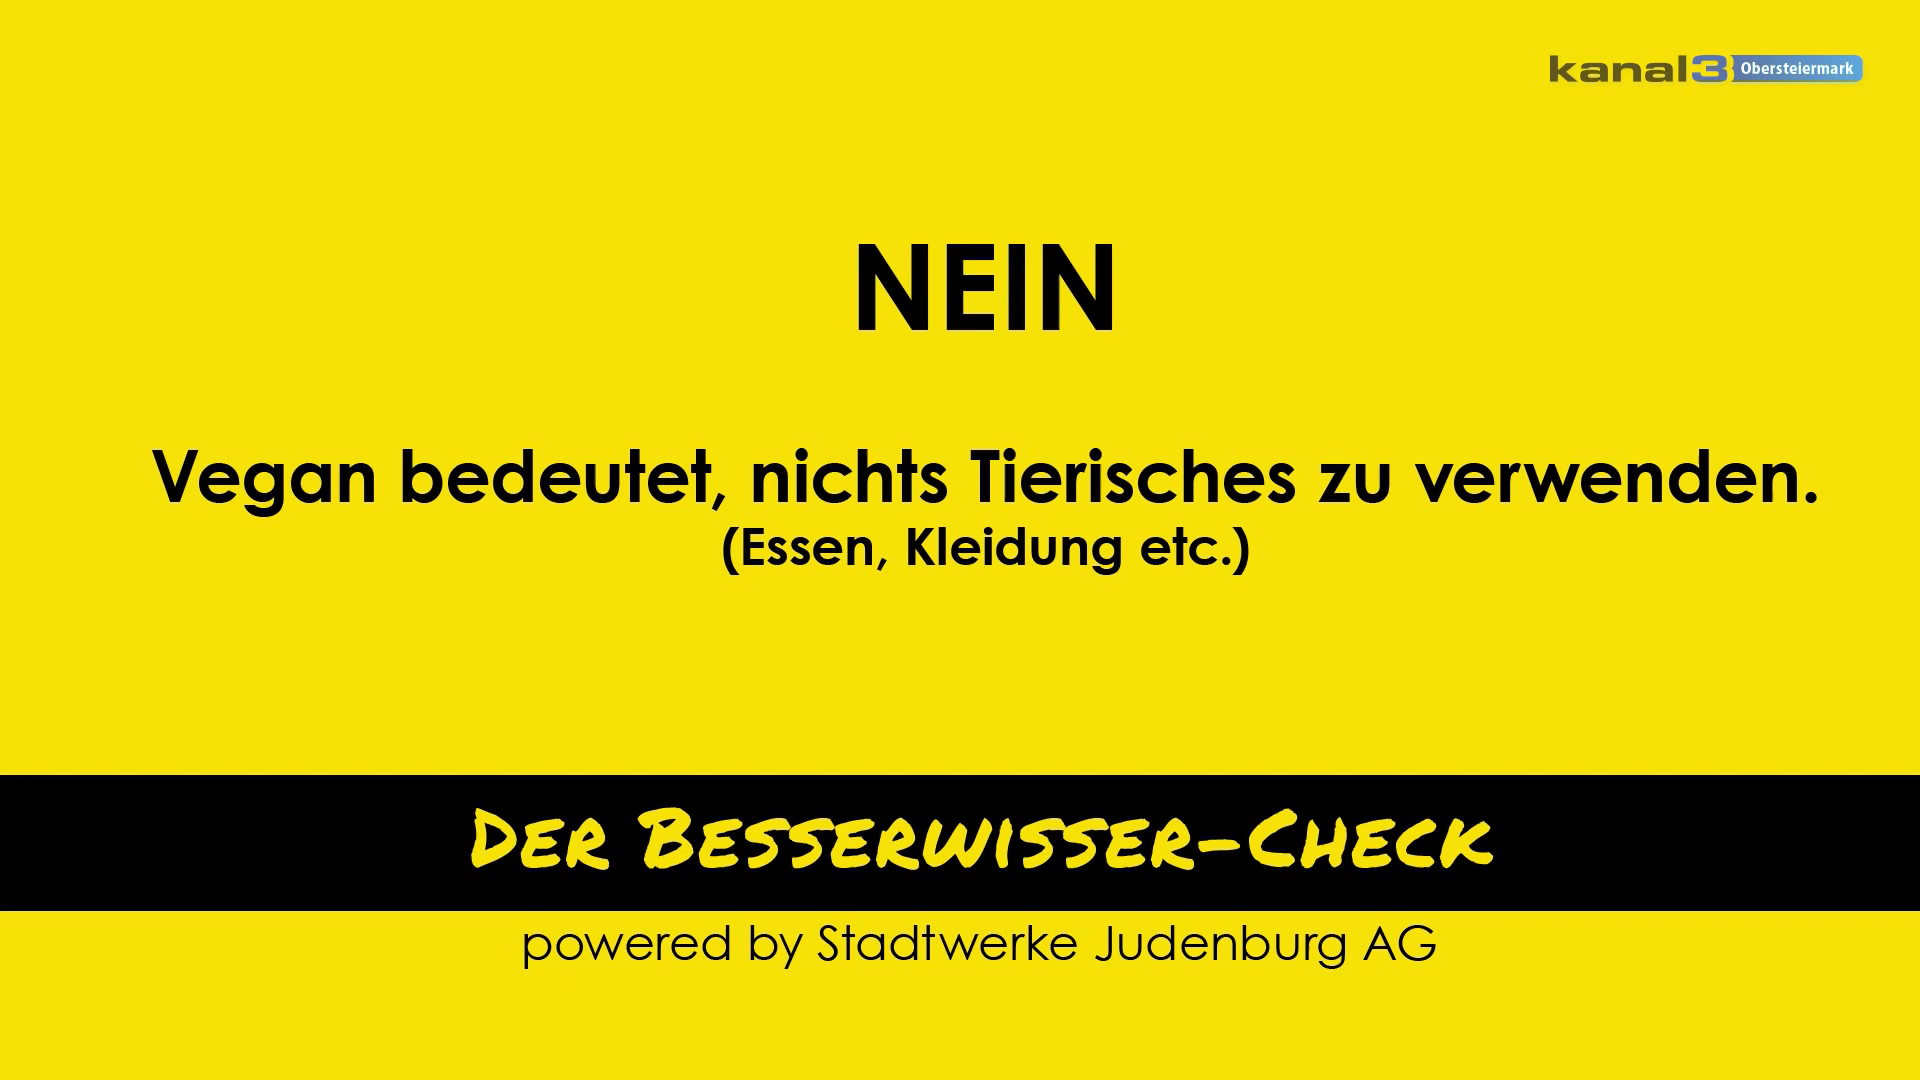 kanal3 Obersteiermark
NEIN
Vegan bedeutet, nichts Tierisches zu verwenden.
(Essen, Kleidung etc.)
DER BESSERWISSER-CHECK
powered by Stadtwerke Judenburg AG